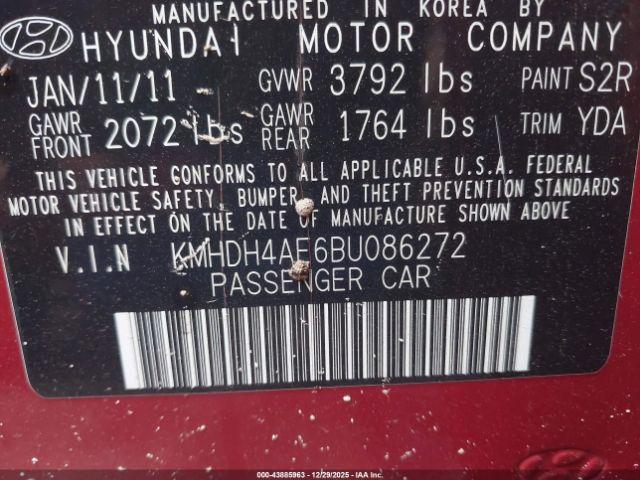 MANUFACTURED IN KOREA BY
HYUNDAI MOTOR COMPANY
JAN/11/11 GVWR 3792 lbs PAINT S2R
GAWR FRONT 2072 lbs GAWR REAR 1764 lbs TRIM YDA
THIS VEHICLE CONFORMS TO ALL APPLICABLE U.S.A. FEDERAL
MOTOR VEHICLE SAFETY, BUMPER, AND THEFT PREVENTION STANDARDS
IN EFFECT ON THE DATE OF MANUFACTURE SHOWN ABOVE
V.I.N KMHDH4AE6BU086272
PASSENGER CAR
000-43885963 | 12/29/2025 - IAA Inc.